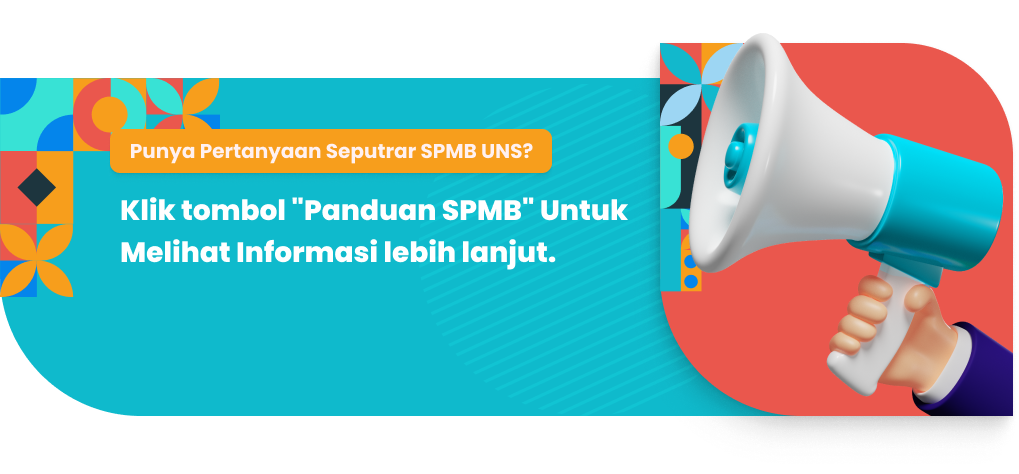 Punya Pertanyaan Seputrar SPMB UNS?
Klik tombol "Panduan SPMB" Untuk
Melihat Informasi lebih lanjut.